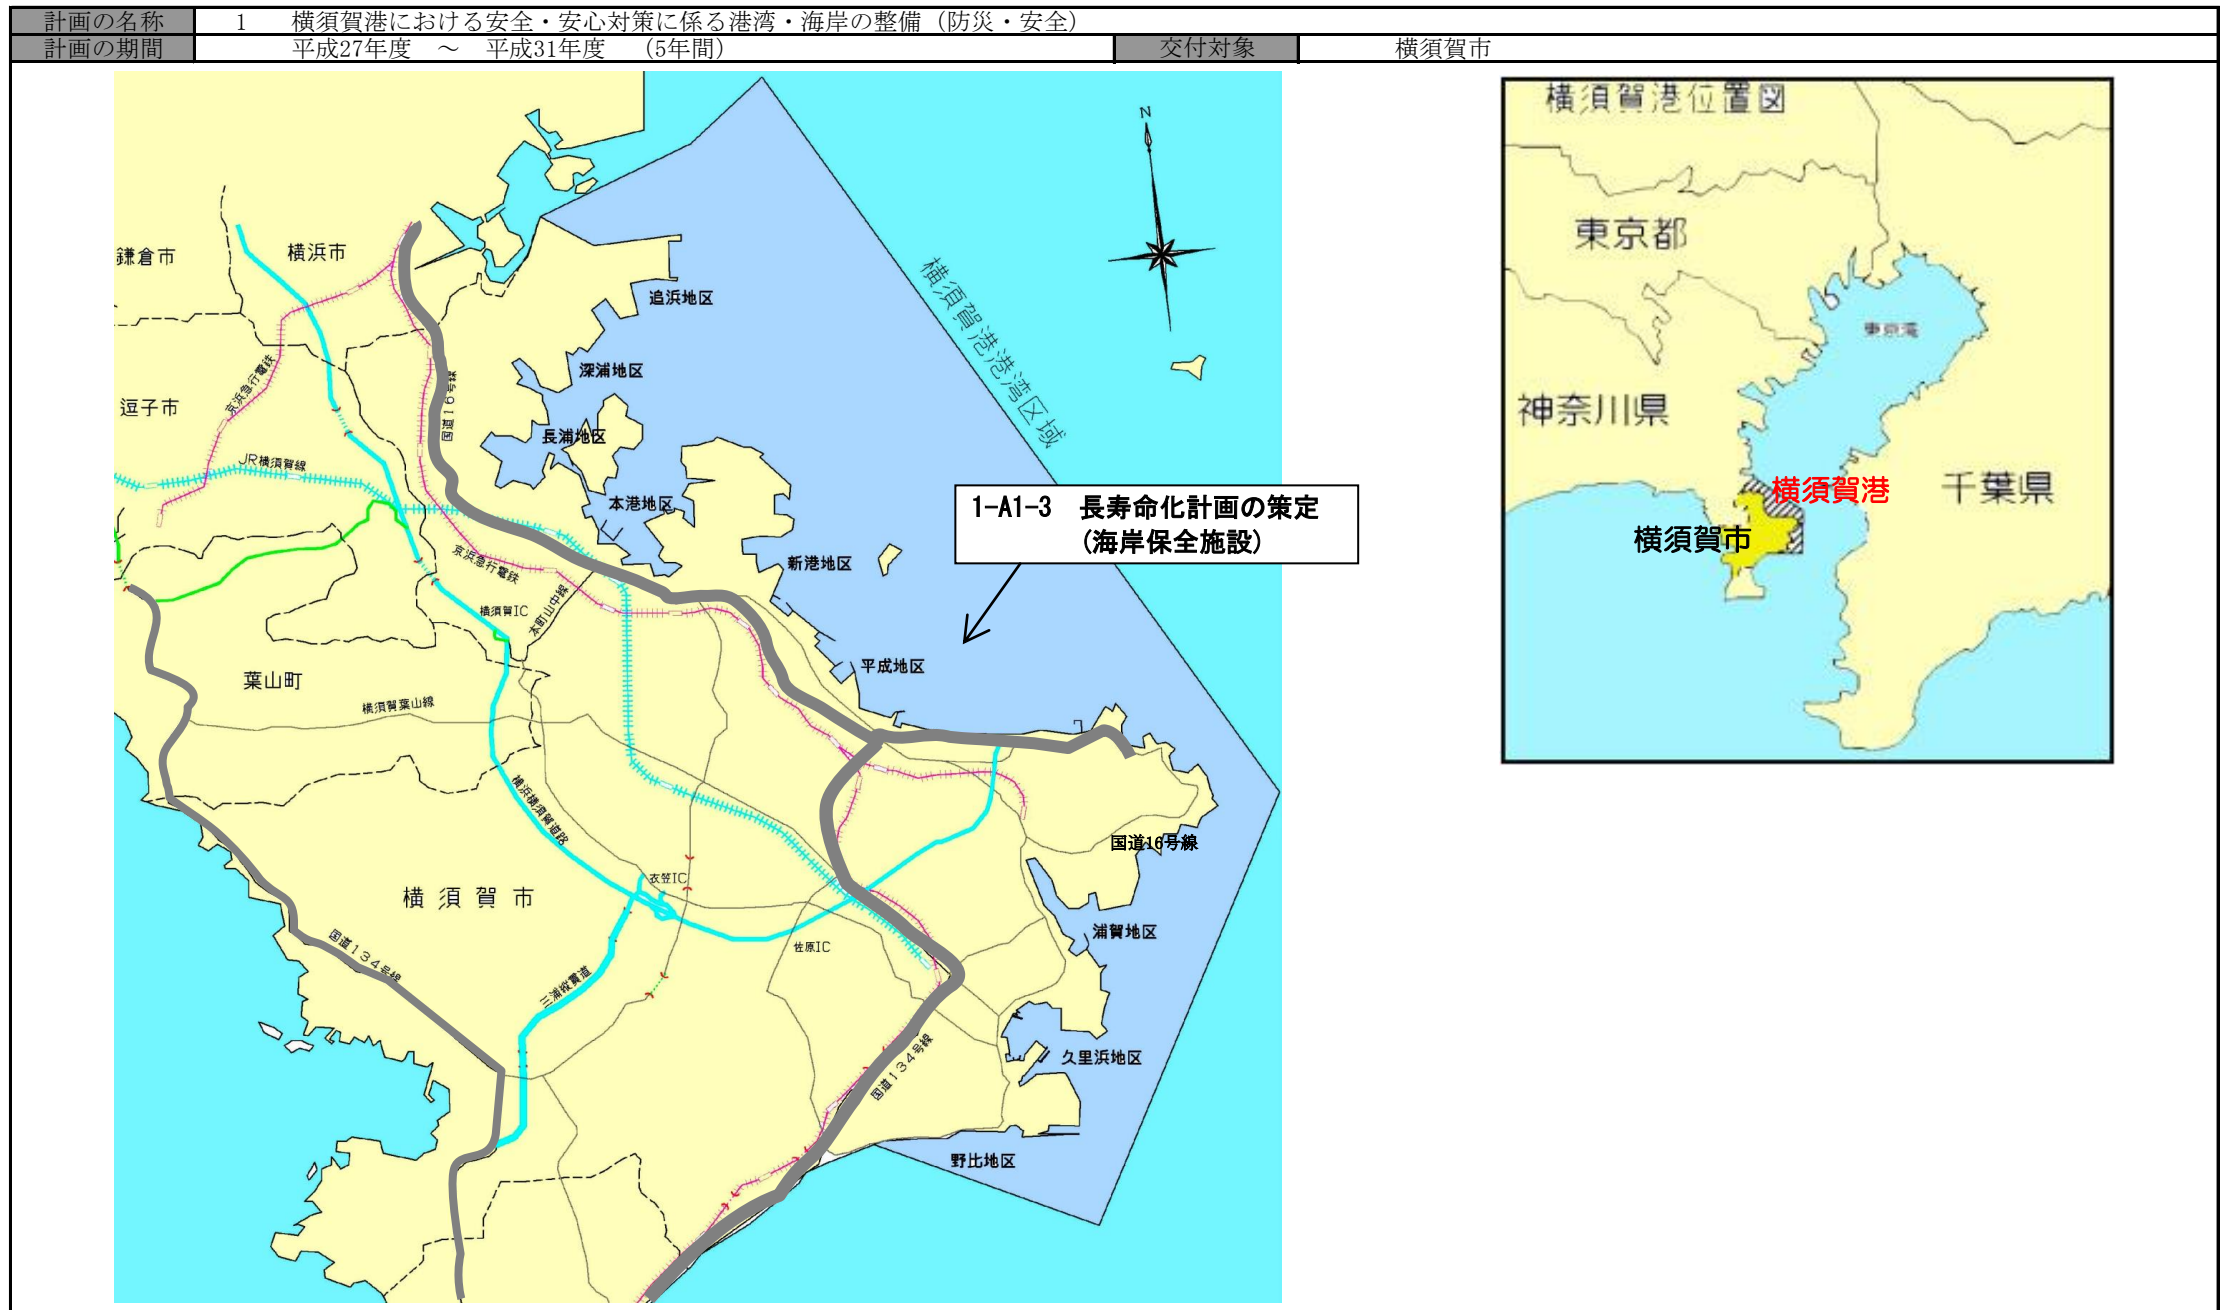 計画の名称 1 横須賀港における安全・安心対策に係る港湾・海岸の整備（防災・安全）
計画の期間 平成27年度 ～ 平成31年度 （5年間） 交付対象 横須賀市
N
鎌倉市
横浜市
逗子市
京浜急行電鉄
国道16号線
JR横須賀線
追浜地区
深浦地区
長浦地区
本港地区
新港地区
平成地区
横須賀港港湾区域
1-A1-3 長寿命化計画の策定
(海岸保全施設)
京浜急行電鉄
横須賀IC
本町山中線
葉山町
横須賀葉山線
横浜横須賀道路
衣笠IC
横須賀市
佐原IC
国道134号線
三浦縦貫道
国道16号線
浦賀地区
久里浜地区
国道134号線
野比地区
横須賀港位置図
東京都
東京湾
神奈川県
千葉県
横須賀港
横須賀市